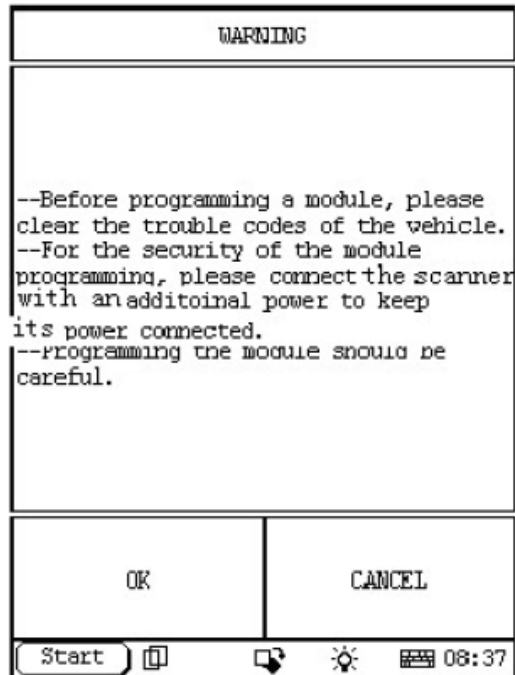 WARNING
--Before programming a module, please
clear the trouble codes of the vehicle.
--For the security of the module
programming, please connect the scanner
with an additoinal power to keep
its power connected.
--Programming the module should be
careful.
OK
CANCEL
Start
08:37